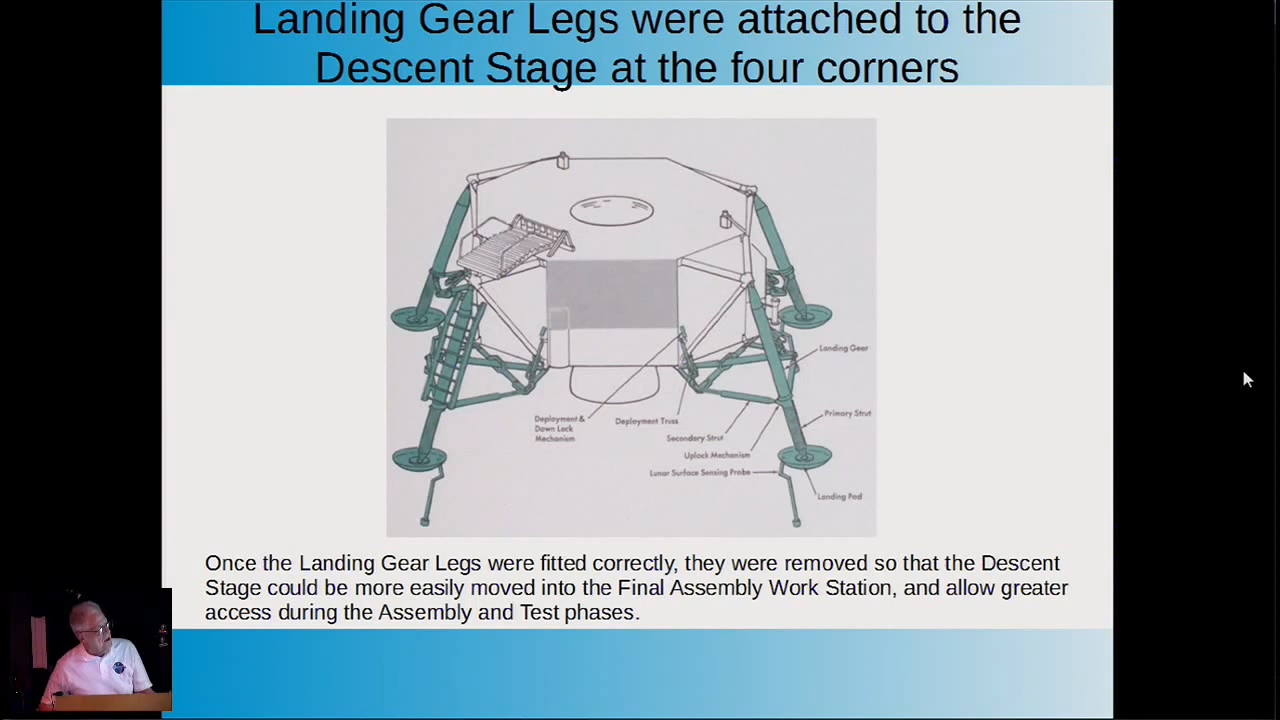 Landing Gear Legs were attached to the
Descent Stage at the four corners
Landing Gear
Primary Strut
Deployment &
Down Lock
Mechanism
Deployment Truss
Secondary Strut
Uplock Mechanism
Lunar Surface Sensing Probe
Landing Pad
Once the Landing Gear Legs were fitted correctly, they were removed so that the Descent
Stage could be more easily moved into the Final Assembly Work Station, and allow greater
access during the Assembly and Test phases.